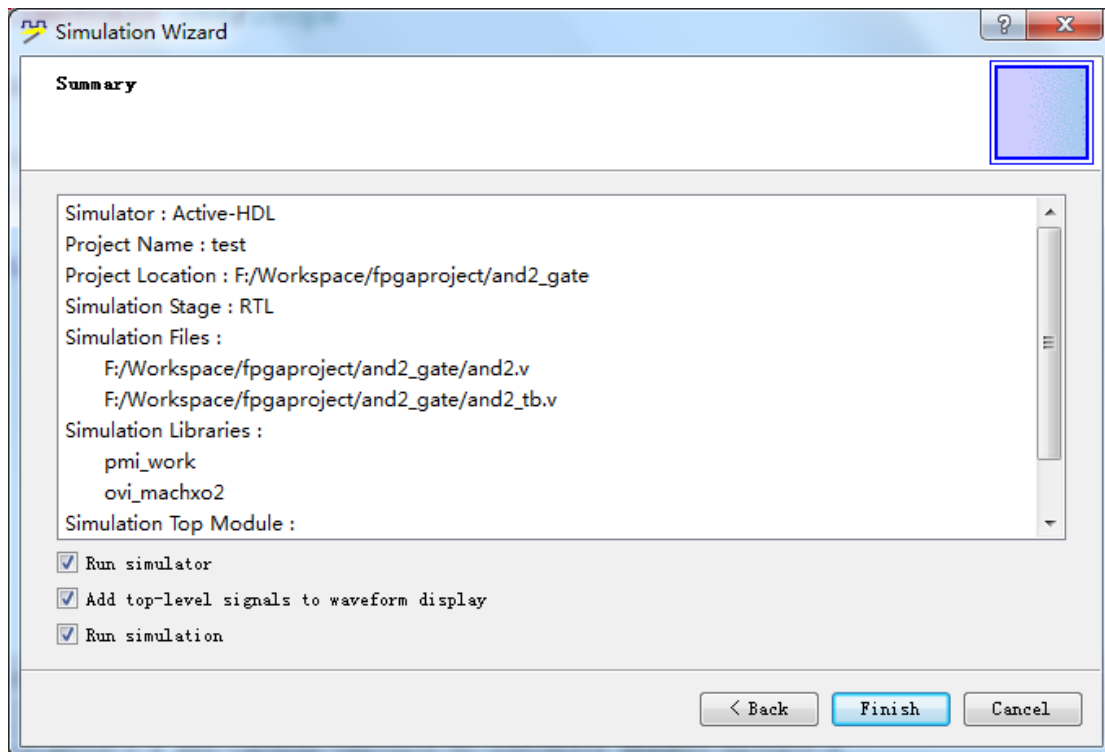 Simulation Wizard
Summary
Simulator : Active-HDL
Project Name : test
Project Location : F:/Workspace/fpgaproject/and2_gate
Simulation Stage : RTL
Simulation Files :
F:/Workspace/fpgaproject/and2_gate/and2.v
F:/Workspace/fpgaproject/and2_gate/and2_tb.v
Simulation Libraries :
pmi_work
ovi_machxo2
Simulation Top Module :
Run simulator
Add top-level signals to waveform display
Run simulation
< Back Finish Cancel